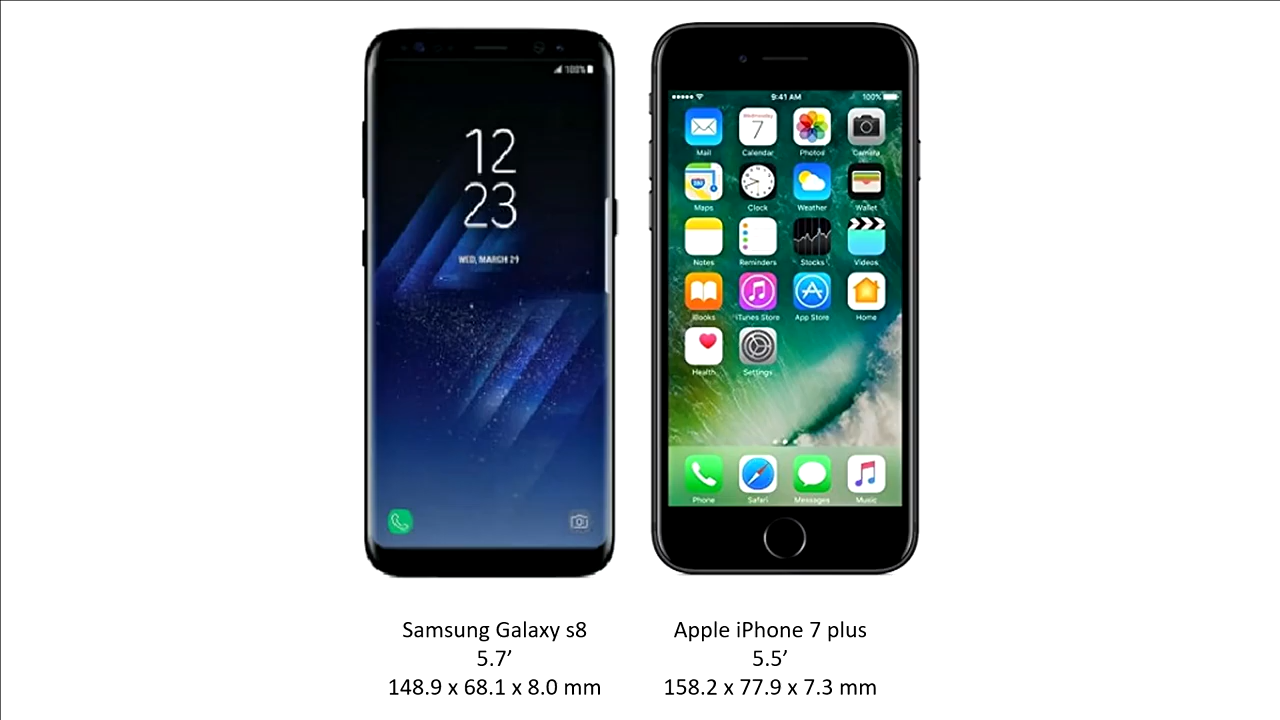 100%
12
23
WED, MARCH 29
9:41 AM 100%
Wednesday
7
Mail Calendar Photos Camera
280
Maps Clock Weather Wallet
Notes Reminders Stocks Videos
iBooks iTunes Store App Store Home
Health Settings
Phone Safari Messages Music
Samsung Galaxy s8
5.7’
148.9 x 68.1 x 8.0 mm
Apple iPhone 7 plus
5.5’
158.2 x 77.9 x 7.3 mm